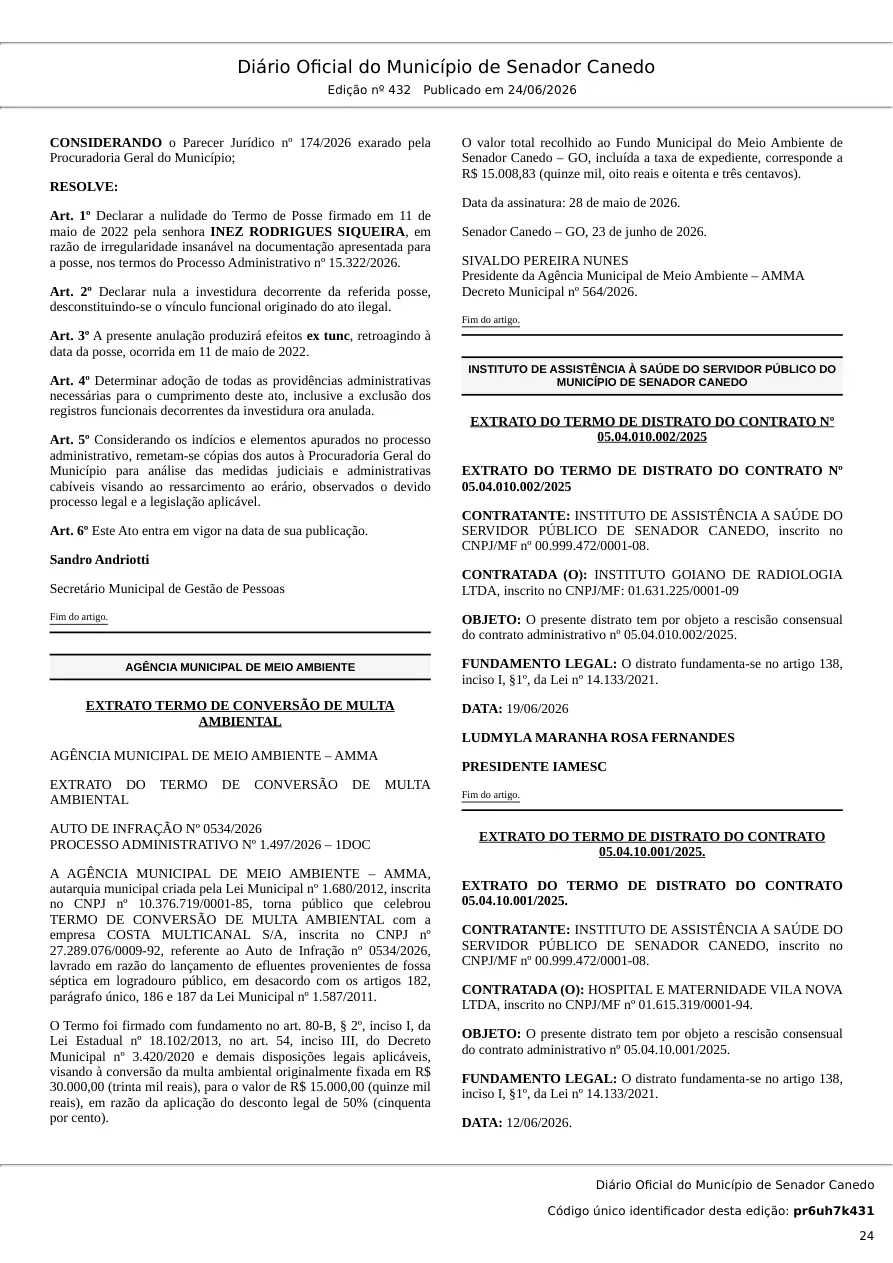 Diário Oficial do Município de Senador Canedo
Edição nº 432 Publicado em 24/06/2026
CONSIDERANDO o Parecer Jurídico nº 174/2026 exarado pela
Procuradoria Geral do Município;
RESOLVE:
Art. 1º Declarar a nulidade do Termo de Posse firmado em 11 de
maio de 2022 pela senhora INEZ RODRIGUES SIQUEIRA, em
razão de irregularidade insanável na documentação apresentada para
a posse, nos termos do Processo Administrativo nº 15.322/2026.
Art. 2º Declarar nula a investidura decorrente da referida posse,
desconstituindo-se o vínculo funcional originado do ato ilegal.
Art. 3º A presente anulação produzirá efeitos ex tunc, retroagindo à
data da posse, ocorrida em 11 de maio de 2022.
Art. 4º Determinar adoção de todas as providências administrativas
necessárias para o cumprimento deste ato, inclusive a exclusão dos
registros funcionais decorrentes da investidura ora anulada.
Art. 5º Considerando os indícios e elementos apurados no processo
administrativo, remetam-se cópias dos autos à Procuradoria Geral do
Município para análise das medidas judiciais e administrativas
cabíveis visando ao ressarcimento ao erário, observados o devido
processo legal e a legislação aplicável.
Art. 6º Este Ato entra em vigor na data de sua publicação.
Sandro Andriotti
Secretário Municipal de Gestão de Pessoas
Fim do artigo.
AGÊNCIA MUNICIPAL DE MEIO AMBIENTE
EXTRATO TERMO DE CONVERSÃO DE MULTA
AMBIENTAL
AGÊNCIA MUNICIPAL DE MEIO AMBIENTE – AMMA
EXTRATO DO TERMO DE CONVERSÃO DE MULTA
AMBIENTAL
AUTO DE INFRAÇÃO Nº 0534/2026
PROCESSO ADMINISTRATIVO Nº 1.497/2026 – 1DOC
A AGÊNCIA MUNICIPAL DE MEIO AMBIENTE – AMMA,
autarquia municipal criada pela Lei Municipal nº 1.680/2012, inscrita
no CNPJ nº 10.376.719/0001-85, torna público que celebrou
TERMO DE CONVERSÃO DE MULTA AMBIENTAL com a
empresa COSTA MULTICANAL S/A, inscrita no CNPJ nº
27.289.076/0009-92, referente ao Auto de Infração nº 0534/2026,
lavrado em razão do lançamento de efluentes provenientes de fossa
séptica em logradouro público, em desacordo com os artigos 182,
parágrafo único, 186 e 187 da Lei Municipal nº 1.587/2011.
O Termo foi firmado com fundamento no art. 80-B, § 2º, inciso I, da
Lei Estadual nº 18.102/2013, no art. 54, inciso III, do Decreto
Municipal nº 3.420/2020 e demais disposições legais aplicáveis,
visando à conversão da multa ambiental originalmente fixada em R$
30.000,00 (trinta mil reais), para o valor de R$ 15.000,00 (quinze mil
reais), em razão da aplicação do desconto legal de 50% (cinquenta
por cento).
O valor total recolhido ao Fundo Municipal do Meio Ambiente de
Senador Canedo – GO, incluída a taxa de expediente, corresponde a
R$ 15.008,83 (quinze mil, oito reais e oitenta e três centavos).
Data da assinatura: 28 de maio de 2026.
Senador Canedo – GO, 23 de junho de 2026.
SIVALDO PEREIRA NUNES
Presidente da Agência Municipal de Meio Ambiente – AMMA
Decreto Municipal nº 564/2026.
Fim do artigo.
INSTITUTO DE ASSISTÊNCIA À SAÚDE DO SERVIDOR PÚBLICO DO
MUNICÍPIO DE SENADOR CANEDO
EXTRATO DO TERMO DE DISTRATO DO CONTRATO Nº
05.04.010.002/2025
EXTRATO DO TERMO DE DISTRATO DO CONTRATO Nº
05.04.010.002/2025
CONTRATANTE: INSTITUTO DE ASSISTÊNCIA A SAÚDE DO
SERVIDOR PÚBLICO DE SENADOR CANEDO, inscrito no
CNPJ/MF nº 00.999.472/0001-08.
CONTRATADA (O): INSTITUTO GOIANO DE RADIOLOGIA
LTDA, inscrito no CNPJ/MF: 01.631.225/0001-09
OBJETO: O presente distrato tem por objeto a rescisão consensual
do contrato administrativo nº 05.04.010.002/2025.
FUNDAMENTO LEGAL: O distrato fundamenta-se no artigo 138,
inciso I, §1º, da Lei nº 14.133/2021.
DATA: 19/06/2026
LUDMYLA MARANHA ROSA FERNANDES
PRESIDENTE IAMESC
Fim do artigo.
EXTRATO DO TERMO DE DISTRATO DO CONTRATO
05.04.10.001/2025.
EXTRATO DO TERMO DE DISTRATO DO CONTRATO
05.04.10.001/2025.
CONTRATANTE: INSTITUTO DE ASSISTÊNCIA A SAÚDE DO
SERVIDOR PÚBLICO DE SENADOR CANEDO, inscrito no
CNPJ/MF nº 00.999.472/0001-08.
CONTRATADA (O): HOSPITAL E MATERNIDADE VILA NOVA
LTDA, inscrito no CNPJ/MF nº 01.615.319/0001-94.
OBJETO: O presente distrato tem por objeto a rescisão consensual
do contrato administrativo nº 05.04.10.001/2025.
FUNDAMENTO LEGAL: O distrato fundamenta-se no artigo 138,
inciso I, §1º, da Lei nº 14.133/2021.
DATA: 12/06/2026.
Diário Oficial do Município de Senador Canedo
Código único identificador desta edição: pr6uh7k431
24